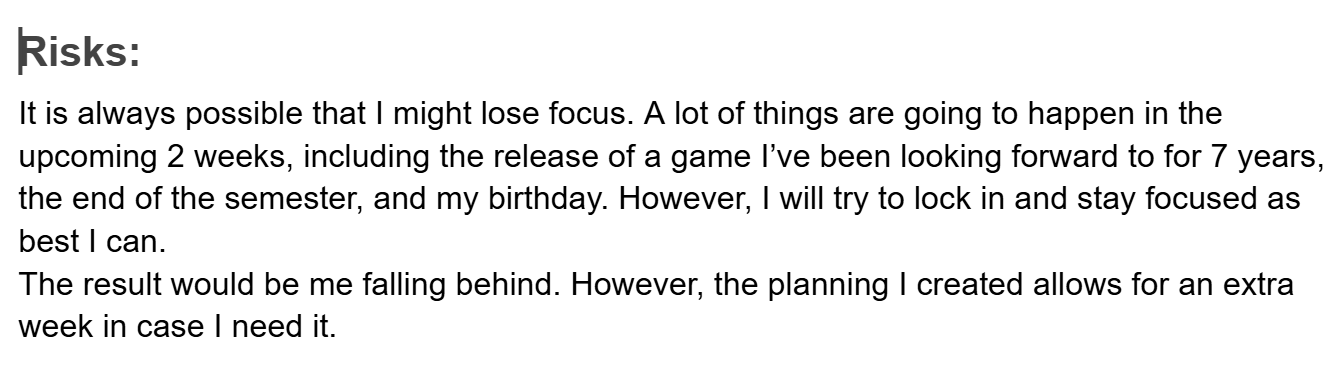 Risks:
It is always possible that I might lose focus. A lot of things are going to happen in the
upcoming 2 weeks, including the release of a game I’ve been looking forward to for 7 years,
the end of the semester, and my birthday. However, I will try to lock in and stay focused as
best I can.
The result would be me falling behind. However, the planning I created allows for an extra
week in case I need it.